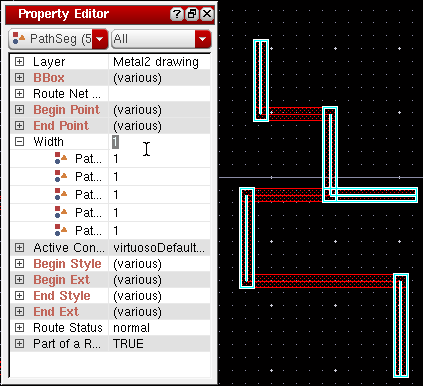 Property Editor
PathSeg (5
All
Layer Metal2 drawing
BBox (various)
Route Net ...
Begin Point (various)
End Point (various)
Width 1
Pat... 1
Pat... 1
Pat... 1
Pat... 1
Pat... 1
Active Con... virtuosoDefault...
Begin Style (various)
Begin Ext (various)
End Style (various)
End Ext (various)
Route Status normal
Part of a R... TRUE